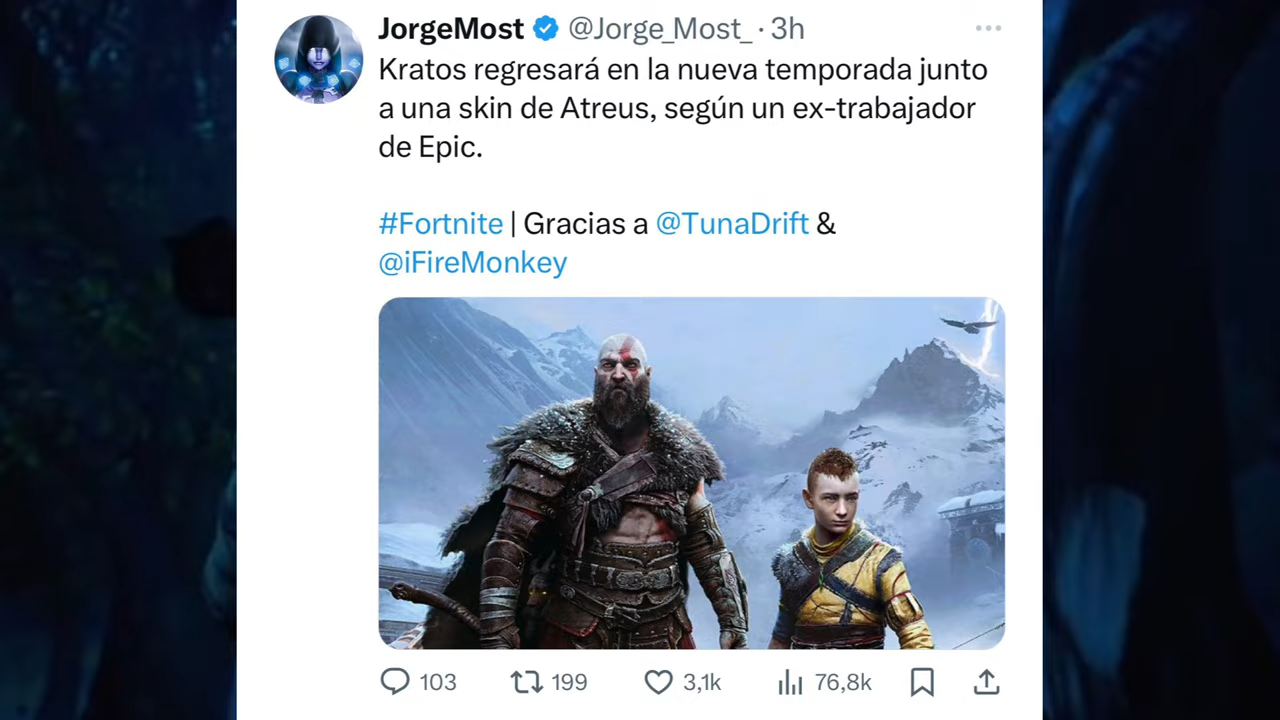 JorgeMost @Jorge_Most_ · 3h
Kratos regresará en la nueva temporada junto
a una skin de Atreus, según un ex-trabajador
de Epic.
#Fortnite | Gracias a @TunaDrift &
@iFireMonkey
103 199 3,1k 76,8k